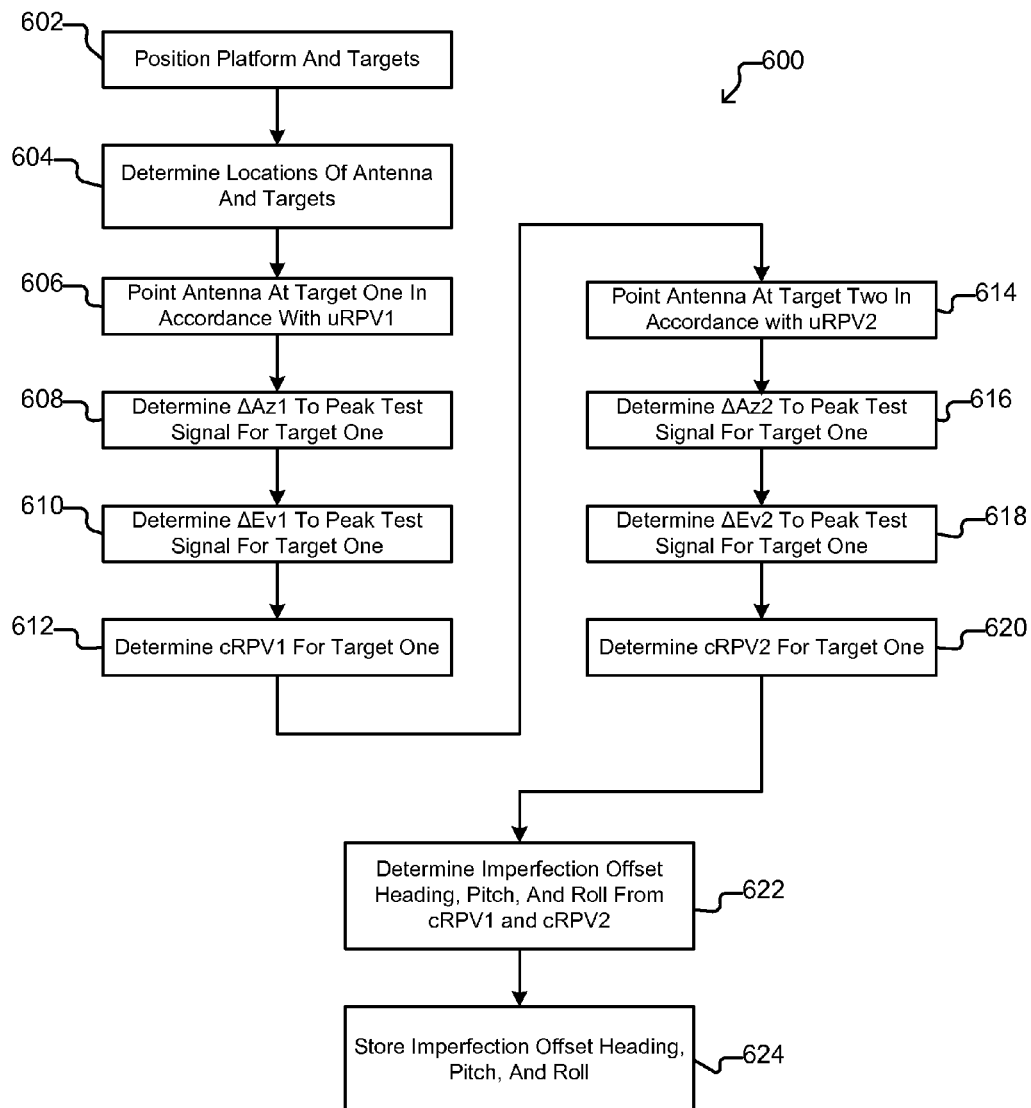 600
602
Position Platform And Targets
604
Determine Locations Of Antenna
And Targets
606
Point Antenna At Target One In
Accordance With uRPV1
608
Determine ΔAz1 To Peak Test
Signal For Target One
610
Determine ΔEv1 To Peak Test
Signal For Target One
612
Determine cRPV1 For Target One
614
Point Antenna At Target Two In
Accordance with uRPV2
616
Determine ΔAz2 To Peak Test
Signal For Target One
618
Determine ΔEv2 To Peak Test
Signal For Target One
620
Determine cRPV2 For Target One
622
Determine Imperfection Offset
Heading, Pitch, And Roll From
cRPV1 and cRPV2
624
Store Imperfection Offset Heading,
Pitch, And Roll